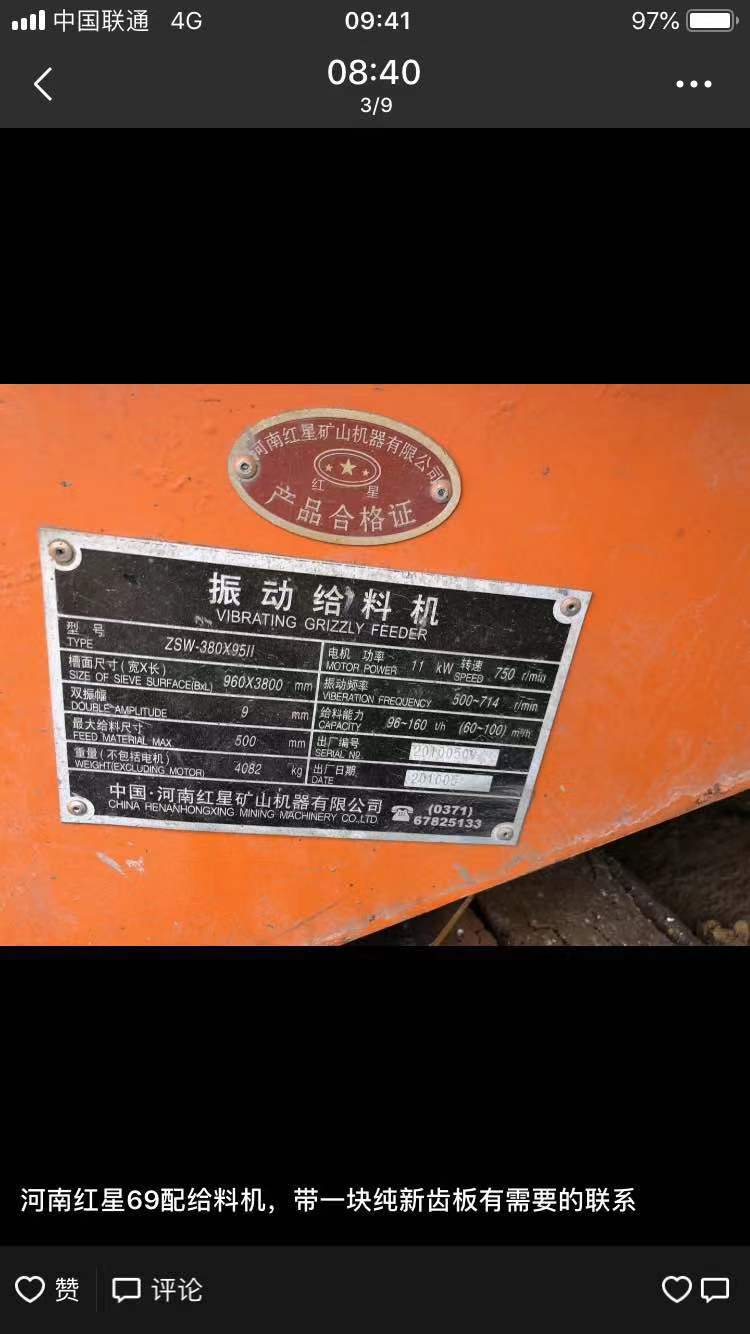 中国联通 4G 09:41 97%
08:40
3/9
河南红星矿山机器有限公司
红 星
产品合格证
振动给料机
VIBRATING GRIZZLY FEEDER
型号
TYPE
ZSW-380X95II
电机 功率
MOTOR POWER
11 kW
转速
SPEED
750 r/min
槽面尺寸(宽X长)
SIZE OF SIEVE SURFACE(BxL)
960X3800 mm
振动频率
VIBERATION FREQUENCY
500~714 r/min
双振幅
DOUBLE AMPLITUDE
9 mm
给料能力
CAPACITY
96~160 t/h (60~100) m³/h
最大给料尺寸
FEED MATERIAL MAX
500 mm
出厂编号
SERIAL NO
重量(不包括电机)
WEIGHT(EXCLUDING MOTOR)
4082 kg
出厂日期
DATE
中国·河南红星矿山机器有限公司
CHINA HENANHONGXING MINING MACHINERY CO.,LTD
(0371)
67825133
河南红星69配给料机，带一块纯新齿板有需要的联系
赞 评论